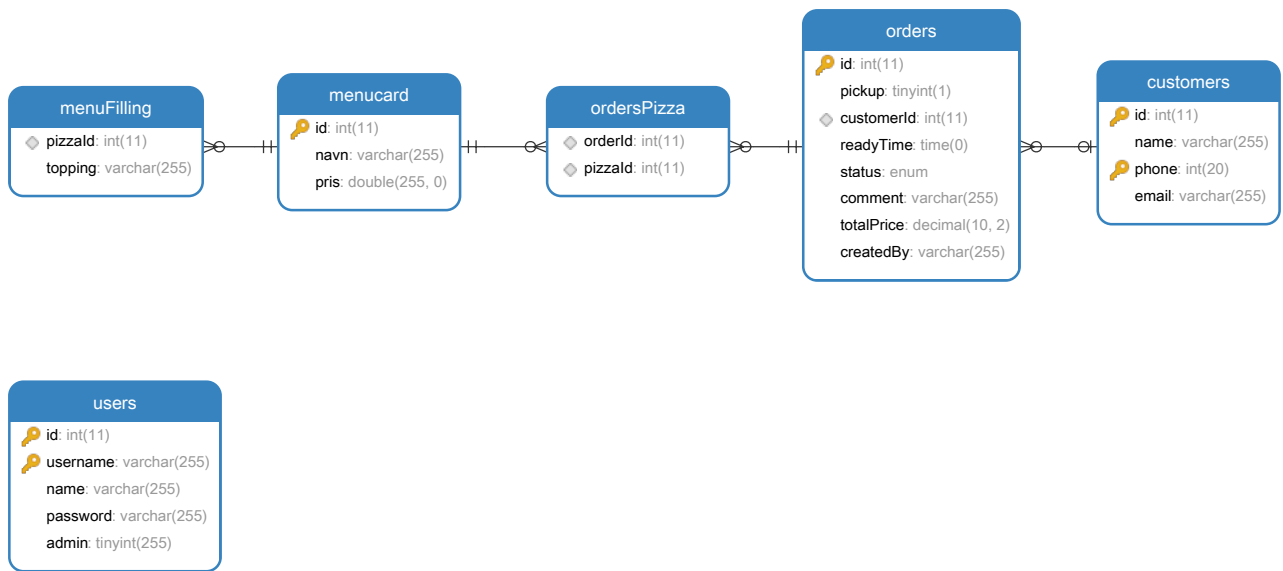 menuFilling
pizzaId: int(11)
topping: varchar(255)
menucard
id: int(11)
navn: varchar(255)
pris: double(255, 0)
ordersPizza
orderId: int(11)
pizzaId: int(11)
orders
id: int(11)
pickup: tinyint(1)
customerId: int(11)
readyTime: time(0)
status: enum
comment: varchar(255)
totalPrice: decimal(10, 2)
createdBy: varchar(255)
customers
id: int(11)
name: varchar(255)
phone: int(20)
email: varchar(255)
users
id: int(11)
username: varchar(255)
name: varchar(255)
password: varchar(255)
admin: tinyint(255)